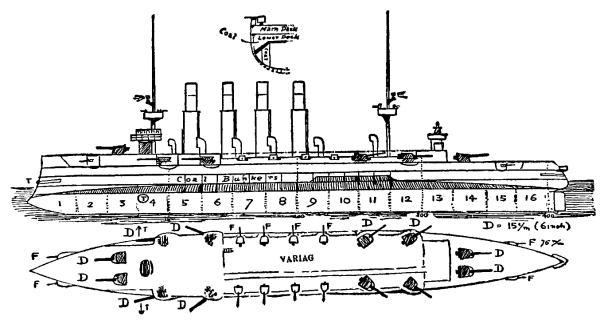 Coal
Main Deck
Lower Deck
T
Coal Bunkers
1 2 3 T 4 5 6 7 8 9 10 11 12 13 14 15 16
D = 15 c/m (6 inch)
D T D F F F F T D D
F D D F
VARIAG
F D D F
D T D D D